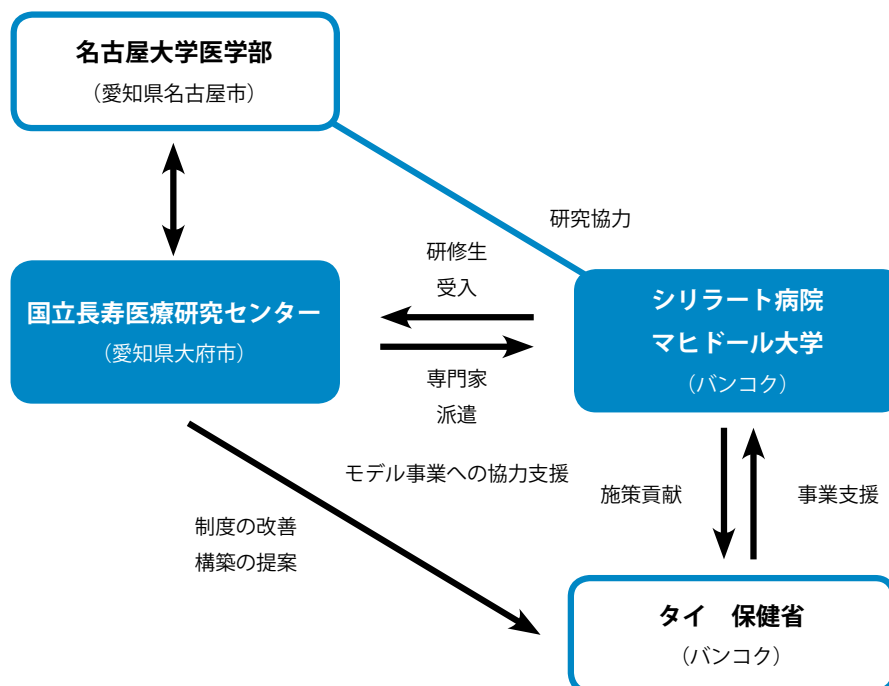 名古屋大学医学部
（愛知県名古屋市）
研究協力
研修生
受入
国立長寿医療研究センター
（愛知県大府市）
シリラート病院
マヒドール大学
（バンコク）
専門家
派遣
モデル事業への協力支援
施策貢献
事業支援
制度の改善
構築の提案
タイ　保健省
（バンコク）